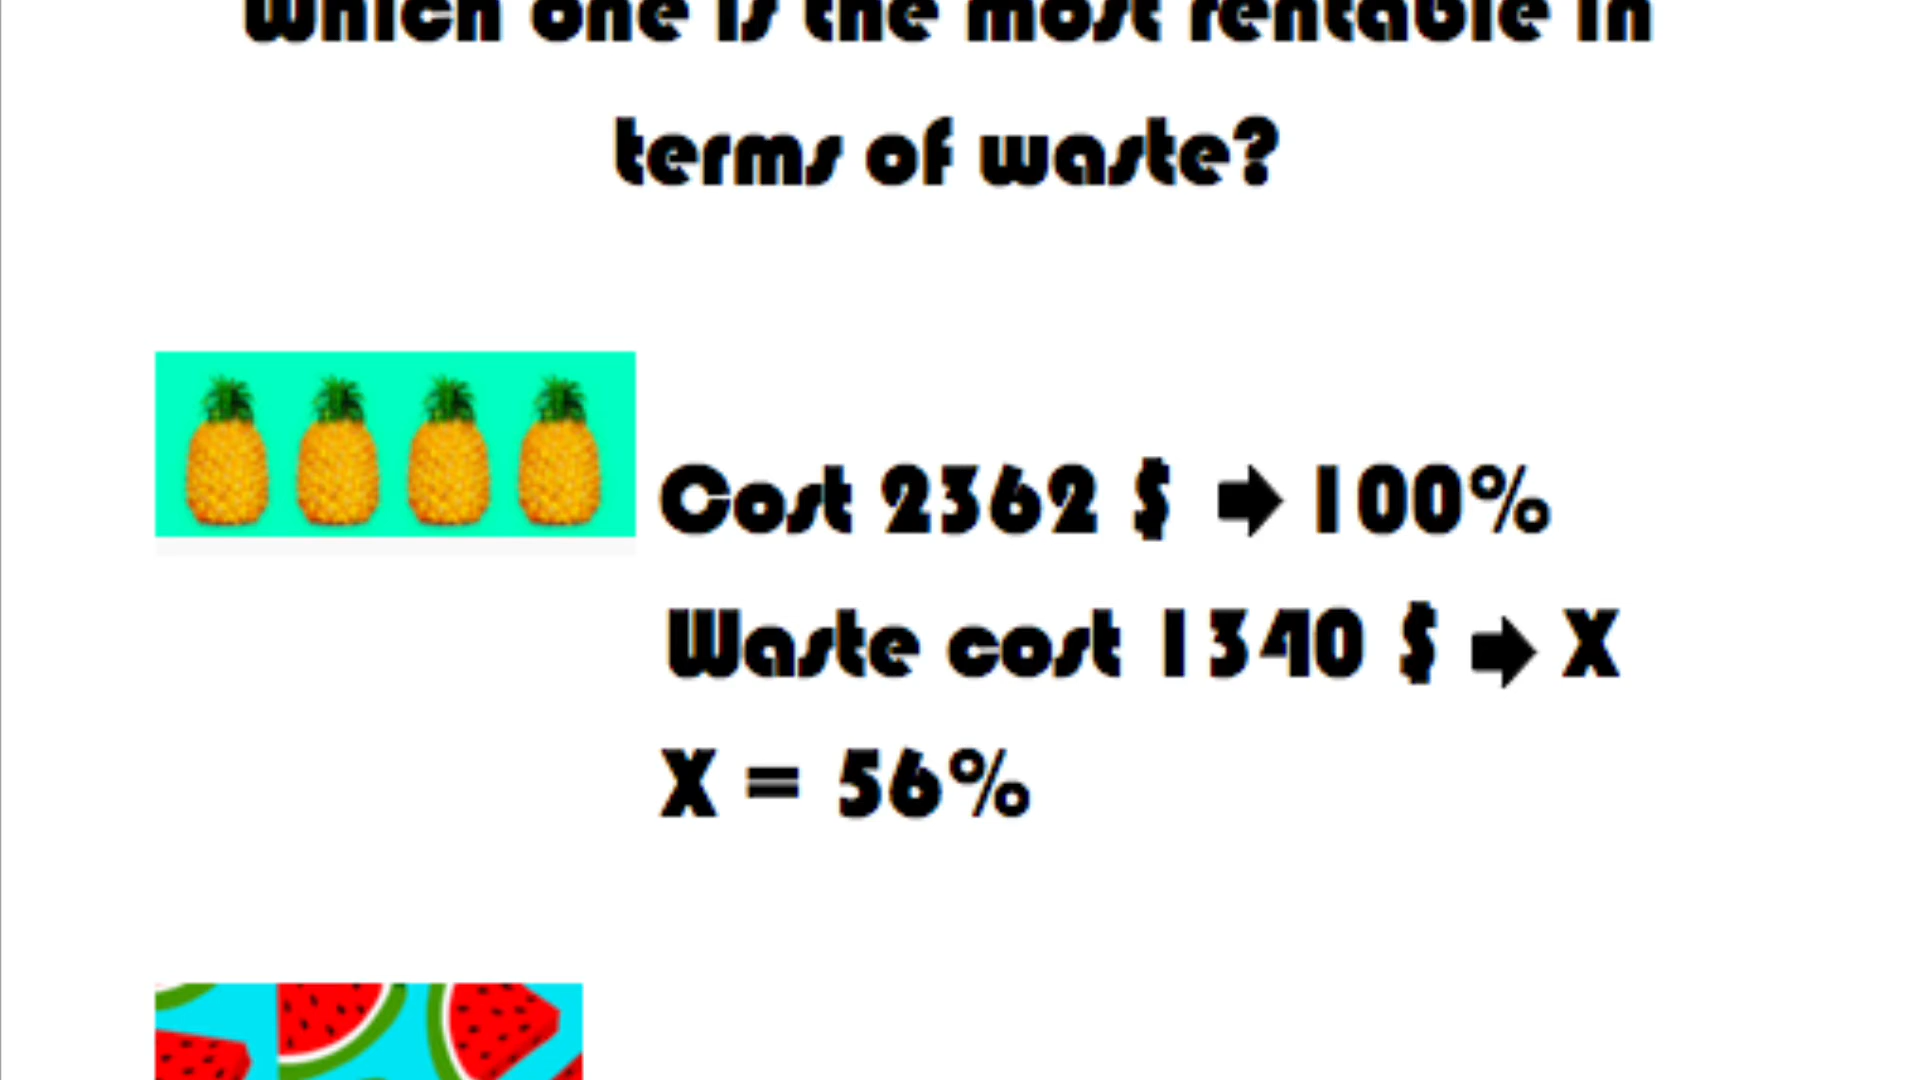 Which one is the most rentable in
terms of waste?
Cost 2362 $ ➡ 100%
Waste cost 1340 $ ➡ X
X = 56%